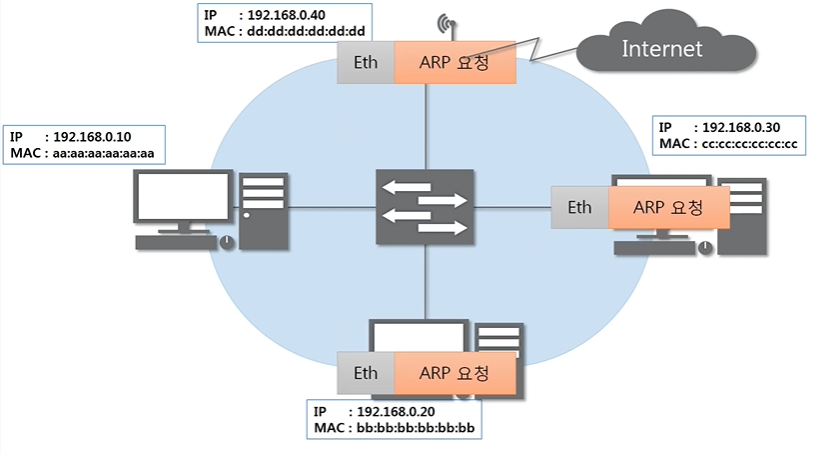 IP : 192.168.0.40
MAC : dd:dd:dd:dd:dd:dd
Eth ARP 요청
Internet
IP : 192.168.0.10
MAC : aa:aa:aa:aa:aa:aa
IP : 192.168.0.30
MAC : cc:cc:cc:cc:cc:cc
Eth ARP 요청
Eth ARP 요청
IP : 192.168.0.20
MAC : bb:bb:bb:bb:bb:bb